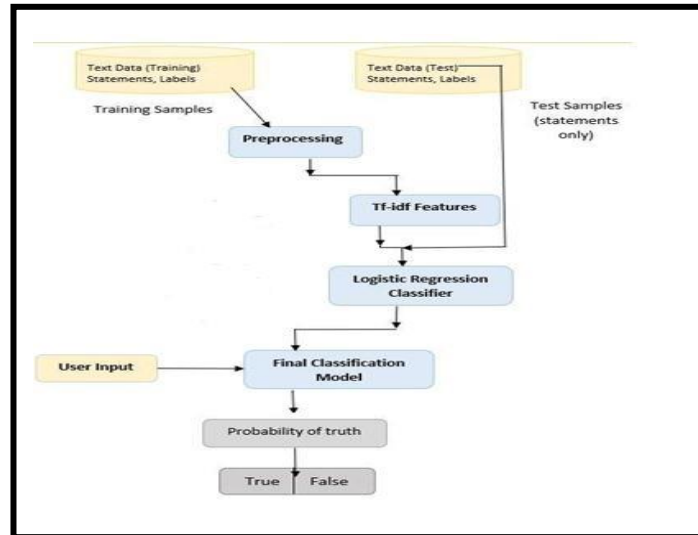 Text Data (Training)
Statements, Labels
Text Data (Test)
Statements, Labels
Training Samples
Test Samples
(statements
only)
Preprocessing
Tf-idf Features
Logistic Regression
Classifier
User Input
Final Classification
Model
Probability of truth
True False